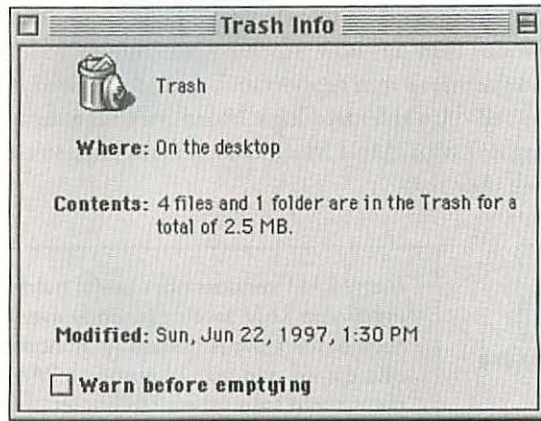 Trash Info
Trash
Where: On the desktop
Contents: 4 files and 1 folder are in the Trash for a
total of 2.5 MB.
Modified: Sun, Jun 22, 1997, 1:30 PM
Warn before emptying